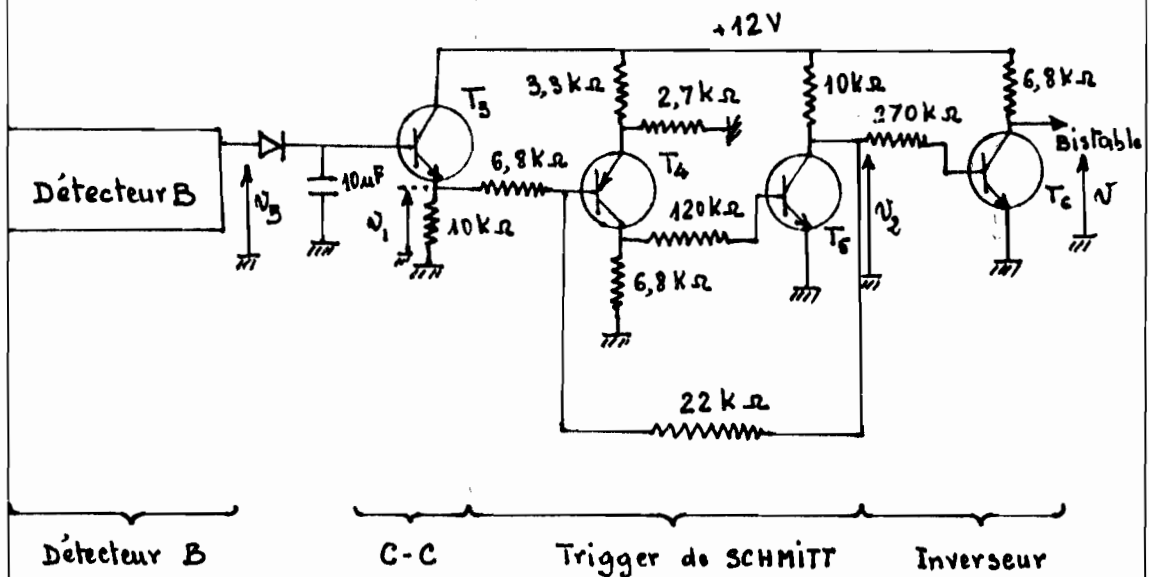 +12V
3,3kΩ
2,7kΩ
10kΩ
6,8kΩ
T3
270kΩ
Bistable
Détecteur B
10µF
6,8kΩ
T4
120kΩ
v3
v1
10kΩ
T5
v2
T6
v
6,8kΩ
22kΩ
Détecteur B
C-C
Trigger de SCHMITT
Inverseur